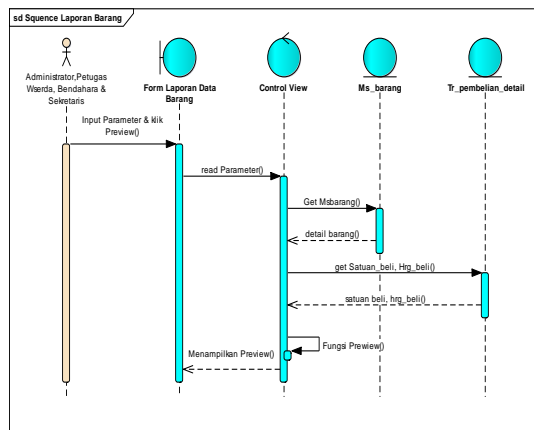 sd Squence Laporan Barang
Administrator,Petugas
Wserda, Bendahara &
Sekretaris
Form Laporan Data
Barang
Control View
Ms_barang
Tr_pembelian_detail
Input Parameter & klik
Preview()
read Parameter()
Get Msbarang()
detail barang()
get Satuan_beli, Hrg_beli()
satuan beli, hrg_beli()
Fungsi Prewiew()
Menampilkan Preview()